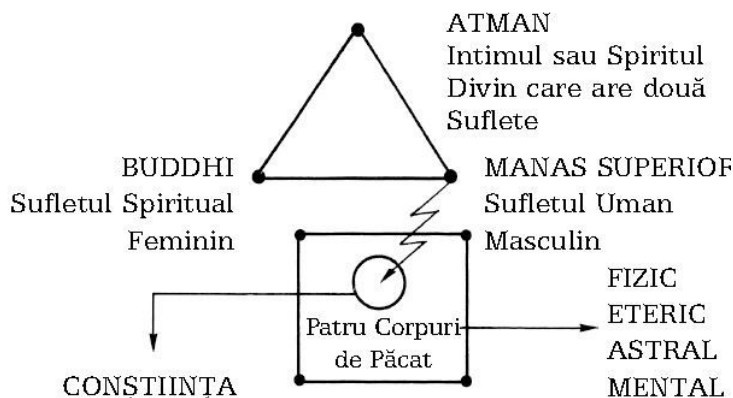 ATMAN
Intimul sau Spiritul
Divin care are două
Suflete
BUDDHI
Sufletul Spiritual
Feminin
MANAS SUPERIOR
Sufletul Uman
Masculin
Patru Corpuri
de Păcat
FIZIC
ETERIC
ASTRAL
MENTAL
CONȘTIINȚA